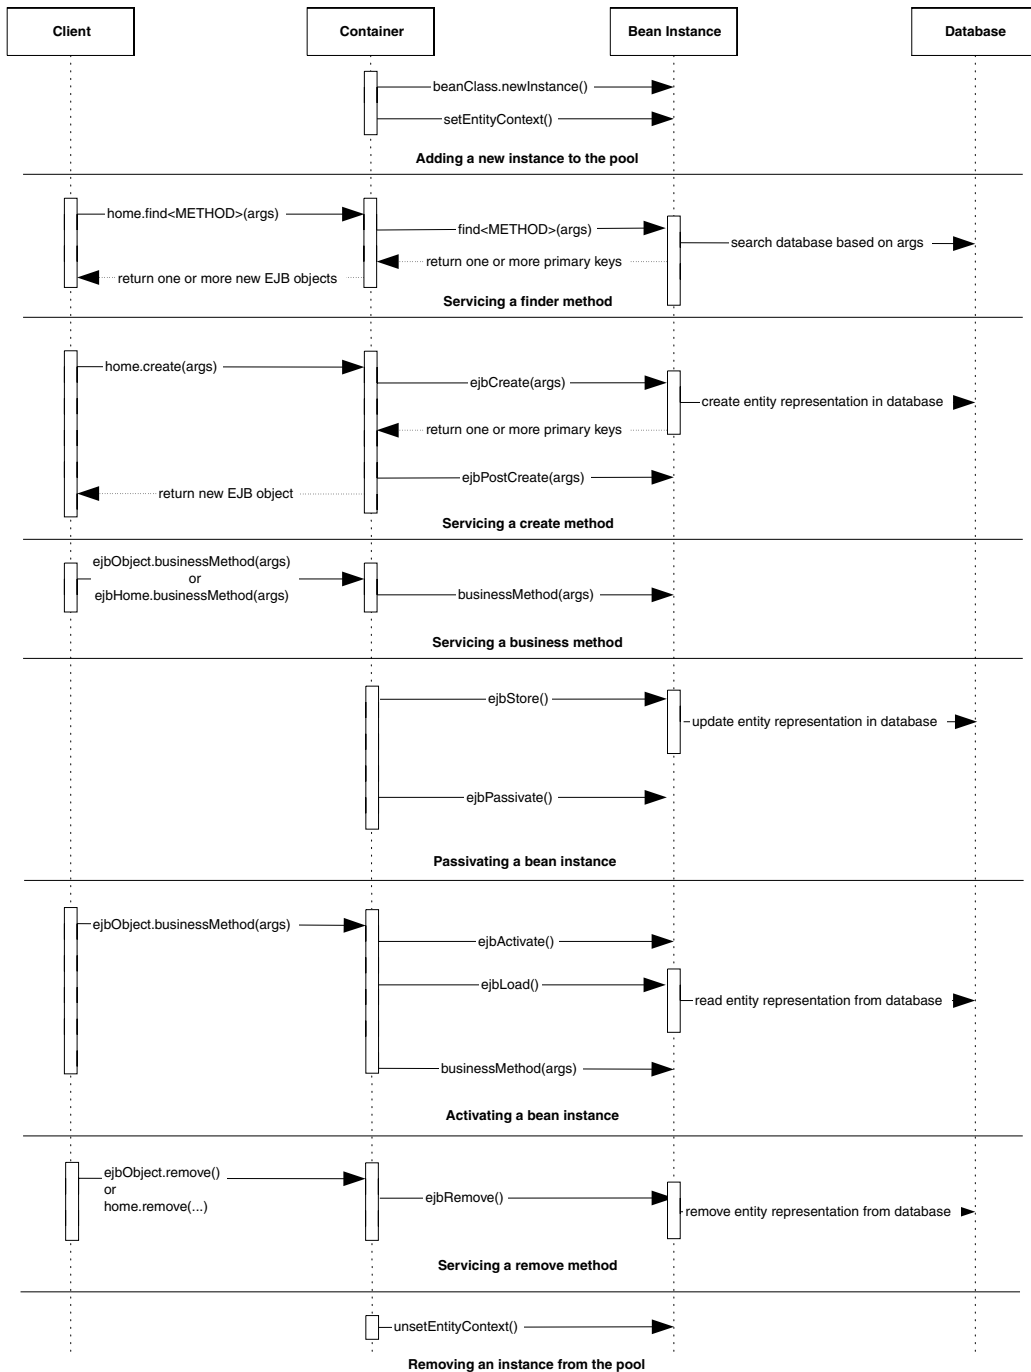 Client
Container
Bean Instance
Database
beanClass.newInstance()
setEntityContext()
Adding a new instance to the pool
home.find<METHOD>(args)
find<METHOD>(args)
search database based on args
return one or more primary keys
return one or more new EJB objects
Servicing a finder method
home.create(args)
ejbCreate(args)
create entity representation in database
return one or more primary keys
ejbPostCreate(args)
return new EJB object
Servicing a create method
ejbObject.businessMethod(args)
or
ejbHome.businessMethod(args)
businessMethod(args)
Servicing a business method
ejbStore()
update entity representation in database
ejbPassivate()
Passivating a bean instance
ejbObject.businessMethod(args)
ejbActivate()
ejbLoad()
read entity representation from database
businessMethod(args)
Activating a bean instance
ejbObject.remove()
or
home.remove(...)
ejbRemove()
remove entity representation from database
Servicing a remove method
unsetEntityContext()
Removing an instance from the pool